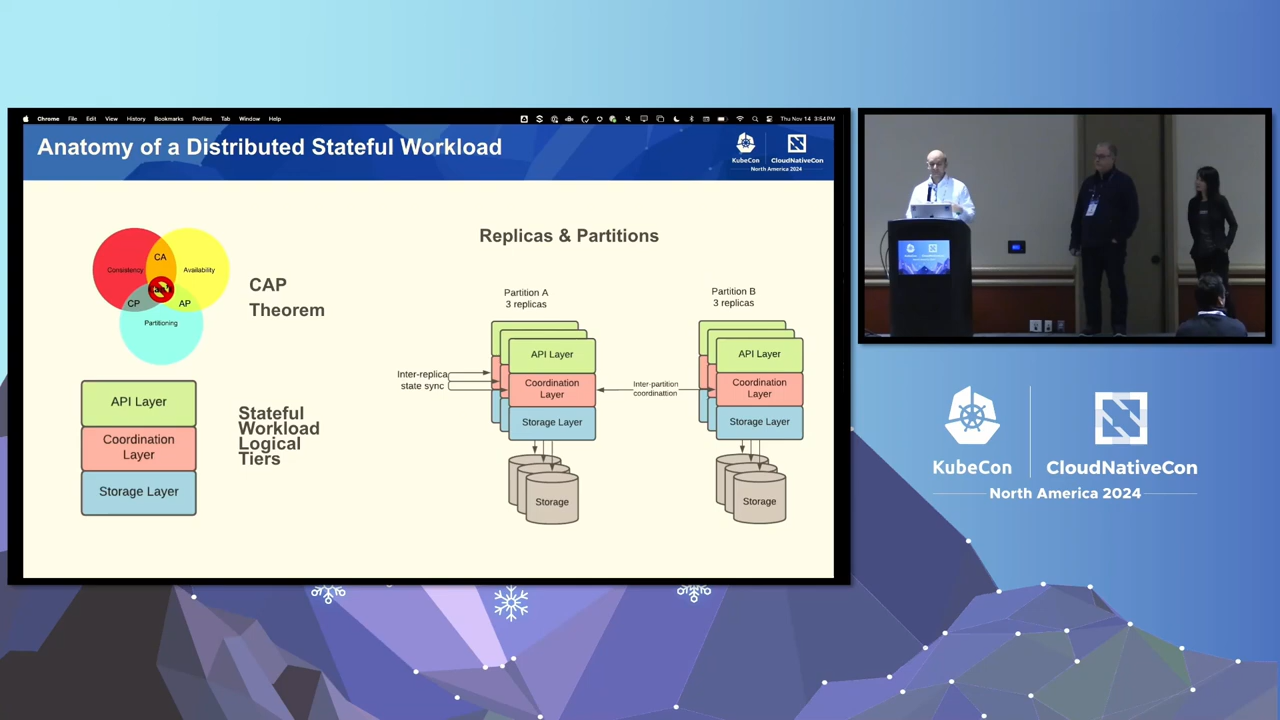 Chrome File Edit View History Bookmarks Profiles Tab Window Help
Thu Nov 14 3:54PM
Anatomy of a Distributed Stateful Workload
KubeCon
CloudNativeCon
North America 2024
Consistency
CA
Availability
CP
AP
Partitioning
CAP
Theorem
API Layer
Coordination
Layer
Storage Layer
Stateful
Workload
Logical
Tiers
Replicas & Partitions
Partition A
3 replicas
Partition B
3 replicas
Inter-replica
state sync
API Layer
Coordination
Layer
Storage Layer
Storage
Inter-partition
coordinattion
API Layer
Coordination
Layer
Storage Layer
Storage
KubeCon
CloudNativeCon
North America 2024